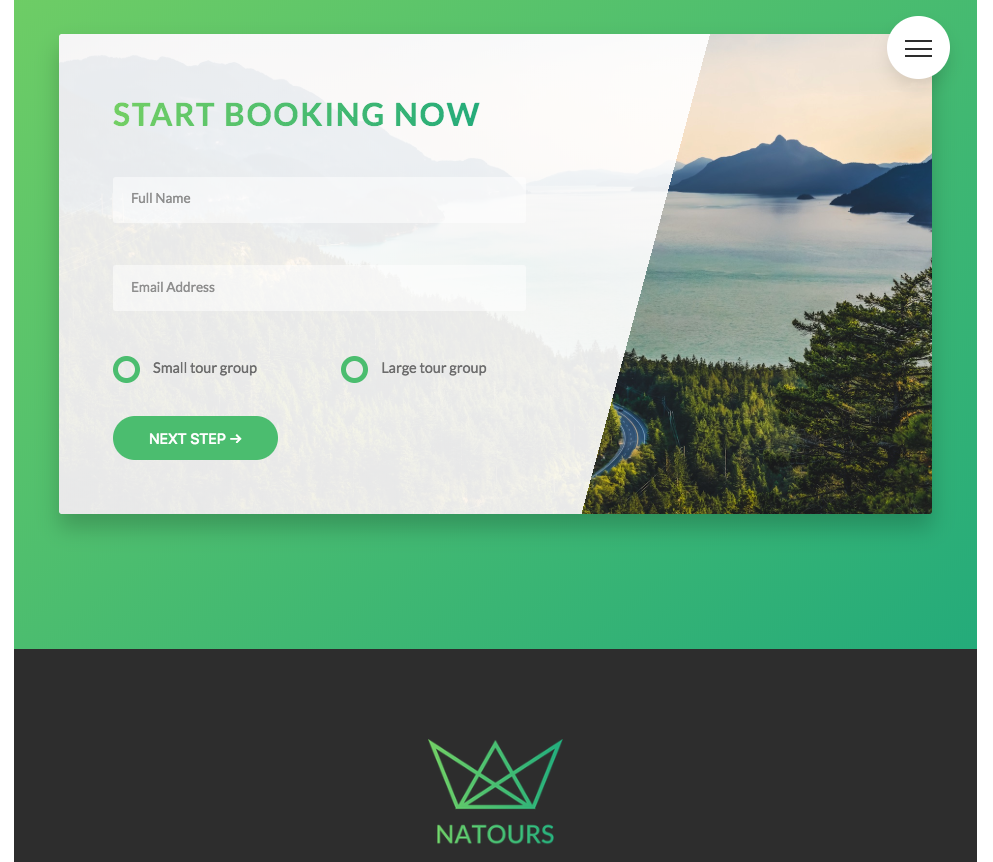 START BOOKING NOW
Full Name
Email Address
Small tour group
Large tour group
NEXT STEP →
NATOURS